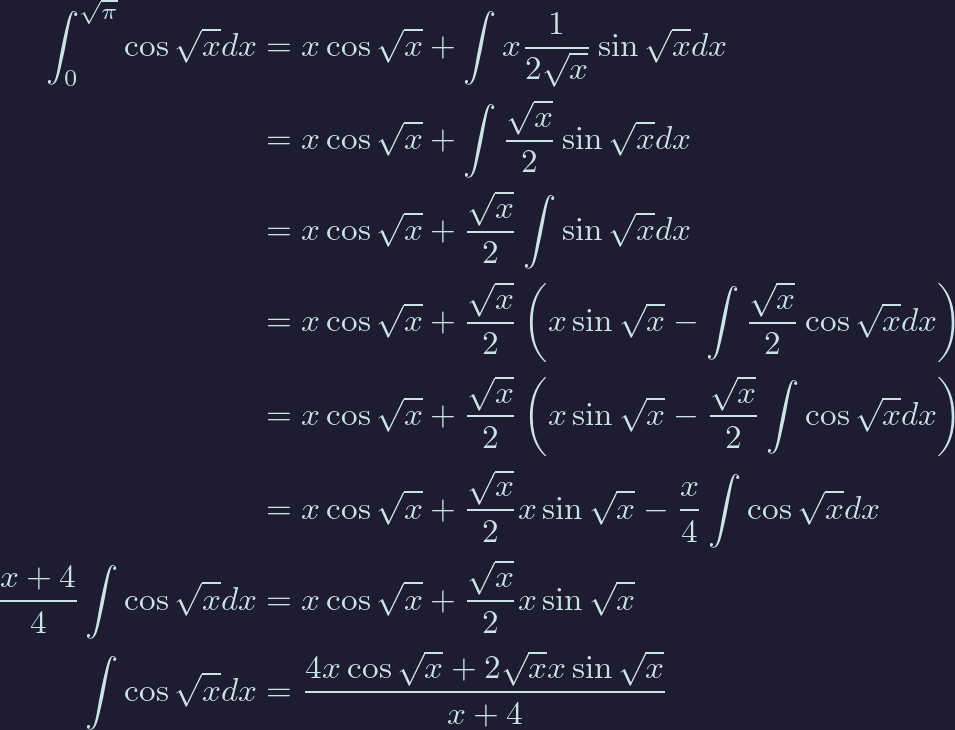 \int_0^{\sqrt{\pi}} \cos\sqrt{x}dx = x\cos\sqrt{x} + \int x\frac{1}{2\sqrt{x}}\sin\sqrt{x}dx
= x\cos\sqrt{x} + \int \frac{\sqrt{x}}{2}\sin\sqrt{x}dx
= x\cos\sqrt{x} + \frac{\sqrt{x}}{2}\int \sin\sqrt{x}dx
= x\cos\sqrt{x} + \frac{\sqrt{x}}{2}\left(x\sin\sqrt{x} - \int \frac{\sqrt{x}}{2}\cos\sqrt{x}dx\right)
= x\cos\sqrt{x} + \frac{\sqrt{x}}{2}\left(x\sin\sqrt{x} - \frac{\sqrt{x}}{2}\int \cos\sqrt{x}dx\right)
= x\cos\sqrt{x} + \frac{\sqrt{x}}{2}x\sin\sqrt{x} - \frac{x}{4}\int \cos\sqrt{x}dx
\frac{x+4}{4}\int \cos\sqrt{x}dx = x\cos\sqrt{x} + \frac{\sqrt{x}}{2}x\sin\sqrt{x}
\int \cos\sqrt{x}dx = \frac{4x\cos\sqrt{x} + 2\sqrt{x}x\sin\sqrt{x}}{x+4}